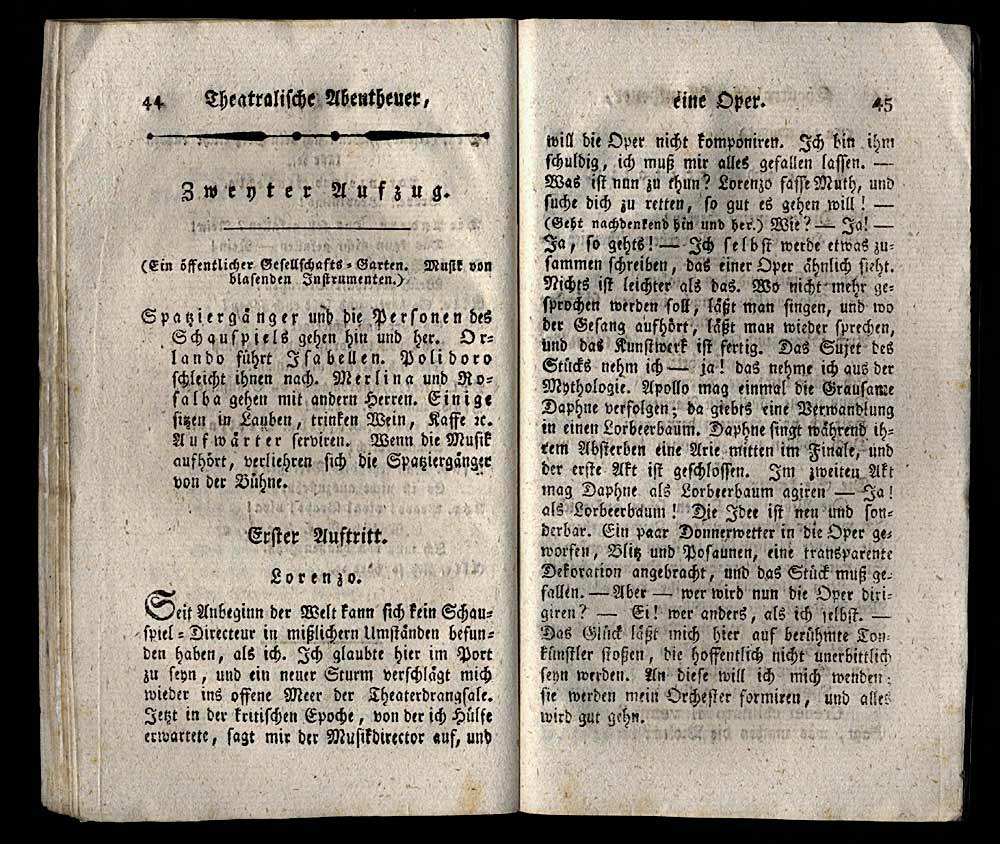 44 Theatralische Abentheuer,
Zweyter Aufzug.
(Ein öffentlicher Gesellschafts-Garten. Musik von
blasenden Instrumenten.)
Spatziergänger und die Personen des
Schauspiels gehen hin und her. Or-
lando führt Isabellen. Polidoro
schleicht ihnen nach. Merlina und Ro-
salba gehen mit andern Herren. Einige
sitzen in Lauben, trinken Wein, Kaffe ꝛc.
Aufwärter serviren. Wenn die Musik
aufhört, verliehren sich die Spatziergänger
von der Bühne.
Erster Auftritt.
Lorenzo.
Seit Anbeginn der Welt kann sich kein Schau-
spiel-Directeur in mißlichern Umständen befun-
den haben, als ich. Ich glaubte hier im Port
zu seyn, und ein neuer Sturm verschlägt mich
wieder ins offene Meer der Theaterdrangsale.
Jetzt in der kritischen Epoche, von der ich Hülfe
erwartete, sagt mir der Musikdirector auf, und
eine Oper. 45
will die Oper nicht komponiren. Ich bin ihm
schuldig, ich muß mir alles gefallen lassen. —
Was ist nun zu thun? Lorenzo fasse Muth, und
suche dich zu retten, so gut es gehen will! —
(Geht nachdenkend hin und her.) Wie? — Ja! —
Ja, so gehts! — Ich selbst werde etwas zu-
sammen schreiben, das einer Oper ähnlich sieht.
Nichts ist leichter als das. Wo nicht mehr ge-
sprochen werden soll, läßt man singen, und wo
der Gesang aufhört, läßt man wieder sprechen,
und das Kunstwerk ist fertig. Das Sujet des
Stücks nehm ich — ja! das nehme ich aus der
Mythologie. Apollo mag einmal die Grausame
Daphne verfolgen; da giebts eine Verwandlung
in einen Lorbeerbaum. Daphne singt während ih-
rem Absterben eine Arie mitten im Finale, und
der erste Akt ist geschlossen. Im zweiten Akt
mag Daphne als Lorbeerbaum agiren — Ja!
als Lorbeerbaum! Die Idee ist neu und son-
derbar. Ein paar Donnerwetter in die Oper ge-
worfen, Blitz und Posaunen, eine transparente
Dekoration angebracht, und das Stück muß ge-
fallen. — Aber — wer wird nun die Oper diri-
giren? — Ei! wer anders, als ich selbst. —
Das Glück läßt mich hier auf berühmte Ton-
künstler stoßen, die hoffentlich nicht unerbittlich
seyn werden. An diese will ich mich wenden;
sie werden mein Orchester formiren, und alles
wird gut gehn.